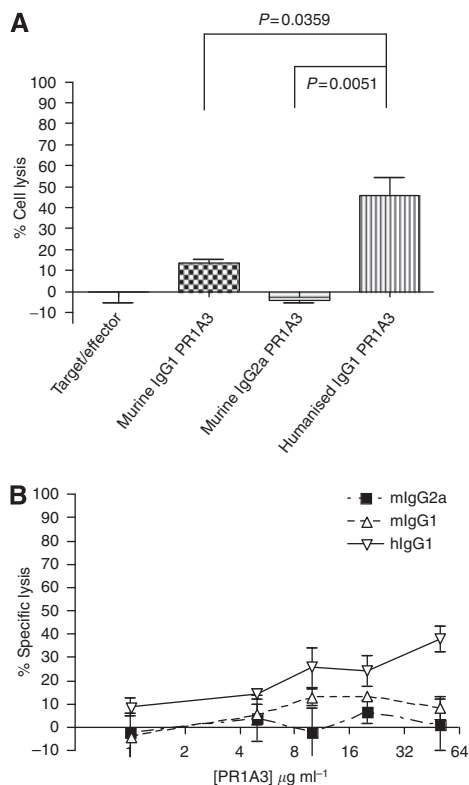 A
P=0.0359
P=0.0051
100
90
80
70
60
50
40
30
20
10
0
−10
% Cell lysis
Target/effector
Murine IgG1 PR1A3
Murine IgG2a PR1A3
Humanised IgG1 PR1A3
B
mIgG2a
mIgG1
hIgG1
100
90
80
70
60
50
40
30
20
10
0
−10
% Specific lysis
1 2 4 8 16 32 64
[PR1A3] μg ml⁻¹